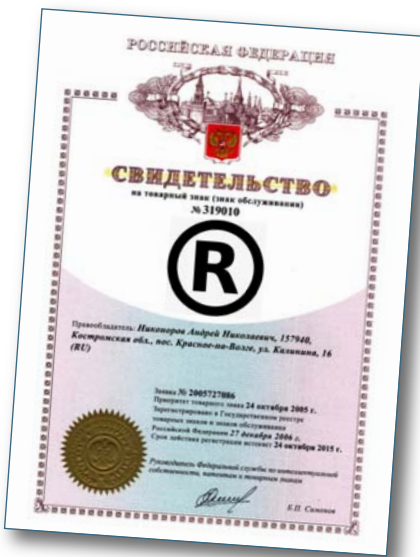 РОССИЙСКАЯ ФЕДЕРАЦИЯ
СВИДЕТЕЛЬСТВО
на товарный знак (знак обслуживания)
№ 319010
®
Правообладатель: Никоноров Андрей Николаевич, 157940,
Костромская обл., пос. Красное-на-Волге, ул. Калинина, 16
(RU)
Заявка № 2005727086
Приоритет товарного знака 24 октября 2005 г.
Зарегистрировано в Государственном реестре
товарных знаков и знаков обслуживания
Российской Федерации 27 декабря 2006 г.
Срок действия регистрации истекает 24 октября 2015 г.
Руководитель Федеральной службы по интеллектуальной
собственности, патентам и товарным знакам
Б.П. Симонов